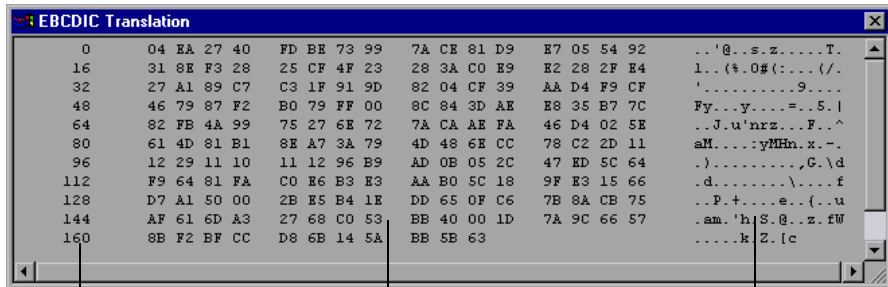 EBCDIC Translation
0 04 EA 27 40 FD BE 73 99 7A CE 81 D9 E7 05 54 92 ..'@..s.z.....T.
16 31 8E F3 28 25 CF 4F 23 28 3A C0 E9 E2 28 2F E4 1..(%.O#(:...(/.
32 27 A1 89 C7 C3 1F 91 9D 82 04 CF 39 AA D4 F9 CF '..........9....
48 46 79 87 F2 B0 79 FF 00 8C 84 3D AE E8 35 B7 7C Fy...y....=..5.|
64 82 FB 4A 99 75 27 6E 72 7A CA AE FA 46 D4 02 5E ..J.u'nrz...F..^
80 61 4D 81 B1 8E A7 3A 79 4D 48 6E CC 78 C2 2D 11 aM....:yMHn.x.-.
96 12 29 11 10 11 12 96 B9 AD 0B 05 2C 47 ED 5C 64 .).........,G.\d
112 F9 64 81 FA C0 E6 B3 E3 AA B0 5C 18 9F E3 15 66 .d........\....f
128 D7 A1 50 00 2B E5 B4 1E DD 65 0F C6 7B 8A CB 75 ..P.+....e..{..u
144 AF 61 6D A3 27 68 C0 53 BB 40 00 1D 7A 9C 66 57 .am.'h.S.@..z.fW
160 8B F2 BF CC D8 6B 14 5A BB 5B 63 .....k.Z.[c